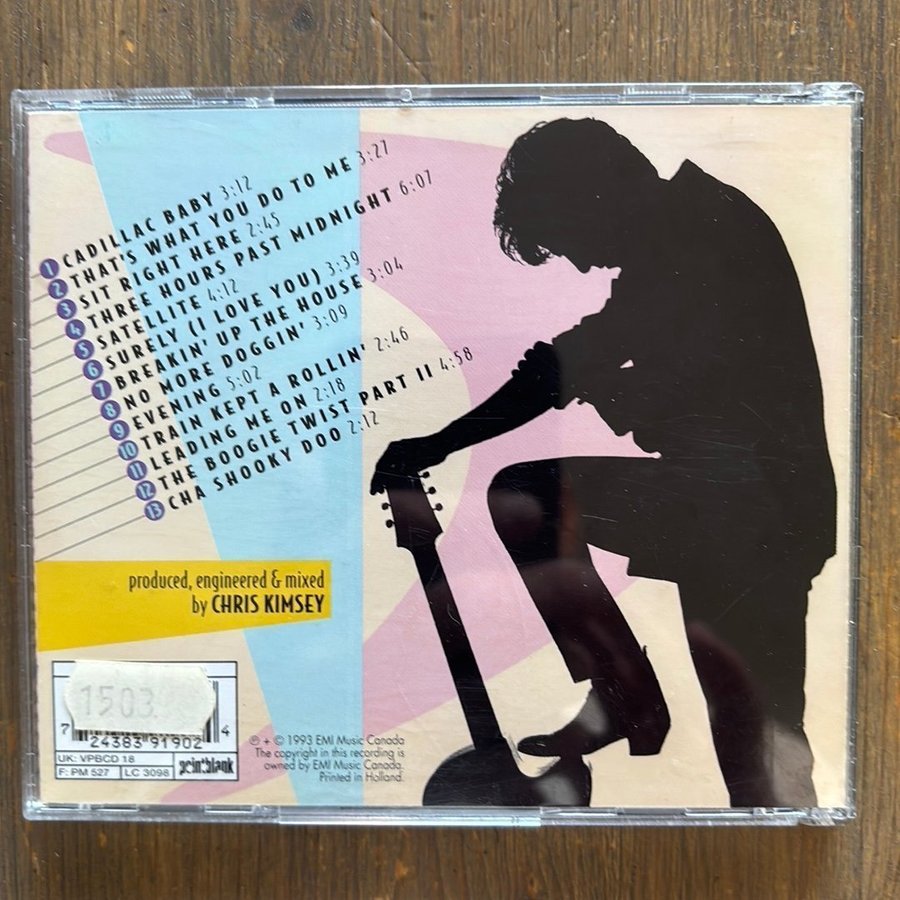 1 CADILLAC BABY 3:12
2 THAT'S WHAT YOU DO TO ME 3:27
3 SIT RIGHT HERE 2:45
4 THREE HOURS PAST MIDNIGHT 6:07
5 SATELLITE 4:12
6 SURELY (I LOVE YOU) 3:39
7 BREAKIN' UP THE HOUSE 3:04
8 NO MORE DOGGIN' 3:09
9 EVENING 5:02
10 TRAIN KEPT A ROLLIN' 2:46
11 LEADING ME ON 2:18
12 THE BOOGIE TWIST PART II 4:58
13 CHA SHOOKY DOO 2:12
produced, engineered & mixed
by CHRIS KIMSEY
1503
7 24383 91902 4
UK: VPBCD 18
F: PM 527 LC 3098 pointblank
℗ + © 1993 EMI Music Canada
The copyright in this recording is
owned by EMI Music Canada.
Printed in Holland.